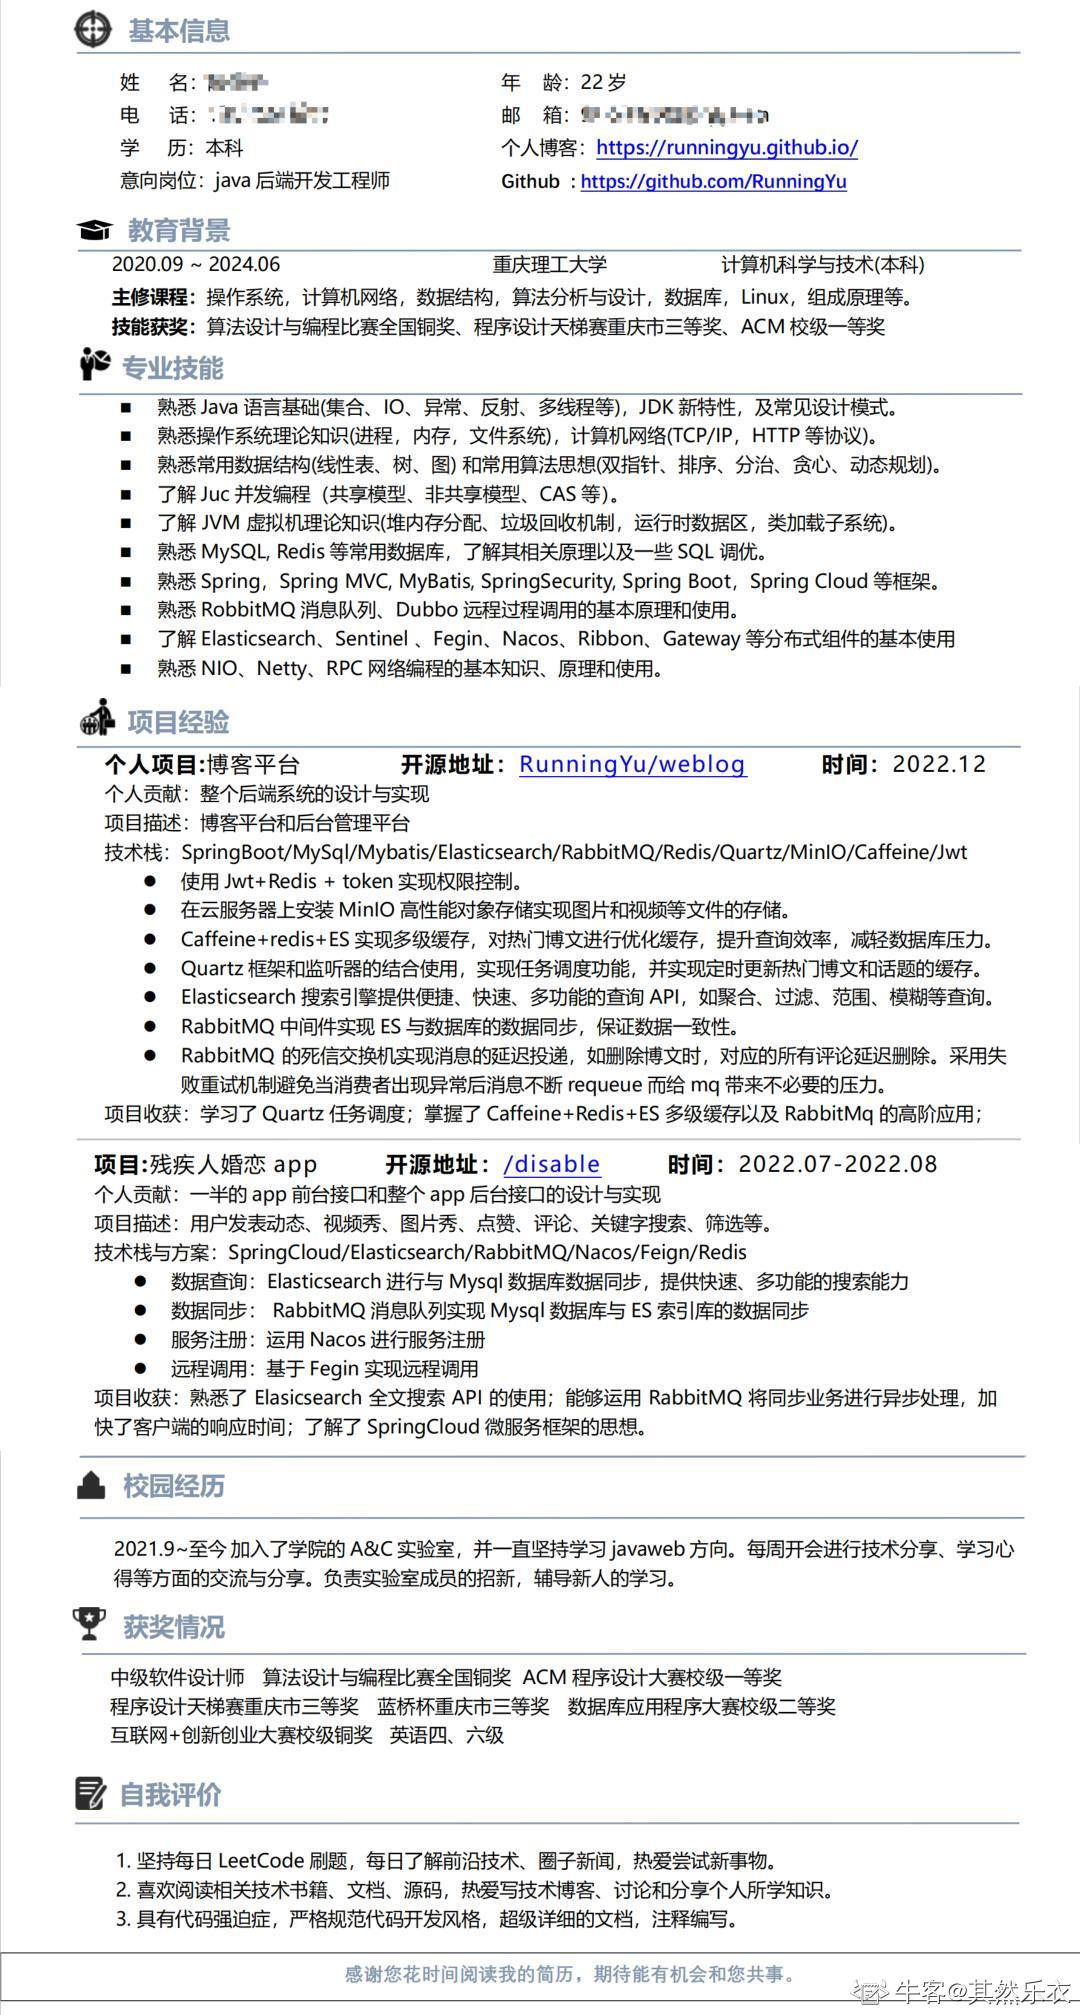 基本信息
姓 名：
年 龄：22岁
电 话：
邮 箱：
学 历：本科
个人博客：https://runningyu.github.io/
意向岗位：java 后端开发工程师
Github ：https://github.com/RunningYu
教育背景
2020.09 ~ 2024.06 重庆理工大学 计算机科学与技术(本科)
主修课程：操作系统，计算机网络，数据结构，算法分析与设计，数据库，Linux，组成原理等。
技能获奖：算法设计与编程比赛全国铜奖、程序设计天梯赛重庆市三等奖、ACM 校级一等奖
专业技能
■ 熟悉 Java 语言基础(集合、IO、异常、反射、多线程等)，JDK 新特性，及常见设计模式。
■ 熟悉操作系统理论知识(进程，内存，文件系统)，计算机网络(TCP/IP，HTTP 等协议)。
■ 熟悉常用数据结构(线性表、树、图) 和常用算法思想(双指针、排序、分治、贪心、动态规划)。
■ 了解 Juc 并发编程（共享模型、非共享模型、CAS 等）。
■ 了解 JVM 虚拟机理论知识(堆内存分配、垃圾回收机制，运行时数据区，类加载子系统)。
■ 熟悉 MySQL, Redis 等常用数据库，了解其相关原理以及一些 SQL 调优。
■ 熟悉 Spring，Spring MVC, MyBatis, SpringSecurity, Spring Boot，Spring Cloud 等框架。
■ 熟悉 RobbitMQ 消息队列、Dubbo 远程过程调用的基本原理和使用。
■ 了解 Elasticsearch、Sentinel 、Fegin、Nacos、Ribbon、Gateway 等分布式组件的基本使用
■ 熟悉 NIO、Netty、RPC 网络编程的基本知识、原理和使用。
项目经验
个人项目:博客平台 开源地址：RunningYu/weblog 时间：2022.12
个人贡献：整个后端系统的设计与实现
项目描述：博客平台和后台管理平台
技术栈：SpringBoot/MySql/Mybatis/Elasticsearch/RabbitMQ/Redis/Quartz/MinIO/Caffeine/Jwt
● 使用 Jwt+Redis + token 实现权限控制。
● 在云服务器上安装 MinIO 高性能对象存储实现图片和视频等文件的存储。
● Caffeine+redis+ES 实现多级缓存，对热门博文进行优化缓存，提升查询效率，减轻数据库压力。
● Quartz 框架和监听器的结合使用，实现任务调度功能，并实现定时更新热门博文和话题的缓存。
● Elasticsearch 搜索引擎提供便捷、快速、多功能的查询 API，如聚合、过滤、范围、模糊等查询。
● RabbitMQ 中间件实现 ES 与数据库的数据同步，保证数据一致性。
● RabbitMQ 的死信交换机实现消息的延迟投递，如删除博文时，对应的所有评论延迟删除。采用失
败重试机制避免当消费者出现异常后消息不断 requeue 而给 mq 带来不必要的压力。
项目收获：学习了 Quartz 任务调度；掌握了 Caffeine+Redis+ES 多级缓存以及 RabbitMq 的高阶应用；
项目:残疾人婚恋 app 开源地址：/disable 时间：2022.07-2022.08
个人贡献：一半的 app 前台接口和整个 app 后台接口的设计与实现
项目描述：用户发表动态、视频秀、图片秀、点赞、评论、关键字搜索、筛选等。
技术栈与方案：SpringCloud/Elasticsearch/RabbitMQ/Nacos/Feign/Redis
● 数据查询：Elasticsearch 进行与 Mysql 数据库数据同步，提供快速、多功能的搜索能力
● 数据同步： RabbitMQ 消息队列实现 Mysql 数据库与 ES 索引库的数据同步
● 服务注册：运用 Nacos 进行服务注册
● 远程调用：基于 Fegin 实现远程调用
项目收获：熟悉了 Elasicsearch 全文搜索 API 的使用；能够运用 RabbitMQ 将同步业务进行异步处理，加
快了客户端的响应时间；了解了 SpringCloud 微服务框架的思想。
校园经历
2021.9~至今 加入了学院的 A&C 实验室，并一直坚持学习 javaweb 方向。每周开会进行技术分享、学习心
得等方面的交流与分享。负责实验室成员的招新，辅导新人的学习。
获奖情况
中级软件设计师 算法设计与编程比赛全国铜奖 ACM 程序设计大赛校级一等奖
程序设计天梯赛重庆市三等奖 蓝桥杯重庆市三等奖 数据库应用程序大赛校级二等奖
互联网+创新创业大赛校级铜奖 英语四、六级
自我评价
1. 坚持每日 LeetCode 刷题，每日了解前沿技术、圈子新闻，热爱尝试新事物。
2. 喜欢阅读相关技术书籍、文档、源码，热爱写技术博客、讨论和分享个人所学知识。
3. 具有代码强迫症，严格规范代码开发风格，超级详细的文档，注释编写。
感谢您花时间阅读我的简历，期待能有机会和您共事。
牛客@其然乐衣